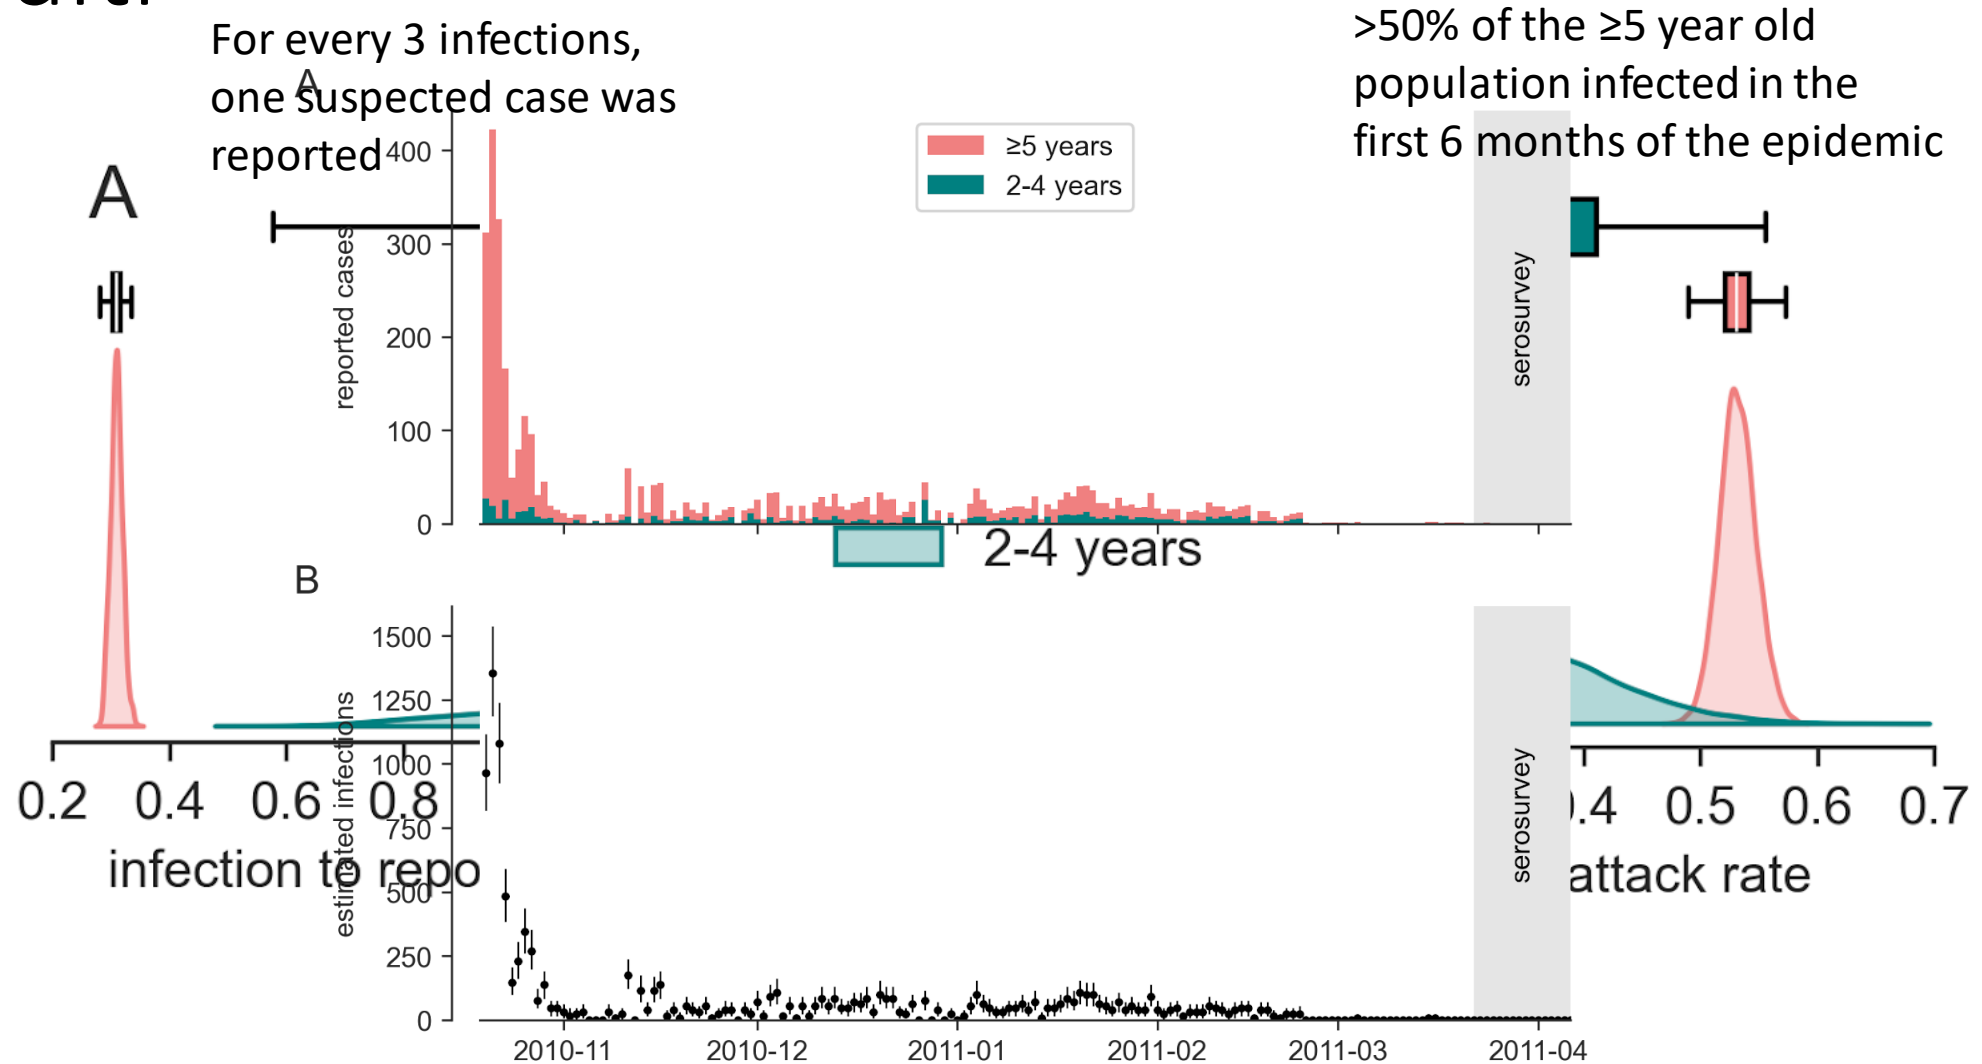 For every 3 infections,
one suspected case was
reported
>50% of the ≥5 year old
population infected in the
first 6 months of the epidemic
A
A
400
300
200
100
0
reported cases
≥5 years
2-4 years
serosurvey
2-4 years
B
1500
1250
1000
750
500
250
0
estimated infections
serosurvey
2010-11
2010-12
2011-01
2011-02
2011-03
2011-04
0.2
0.4
0.6
0.8
infection to repo
0.4
0.5
0.6
0.7
attack rate